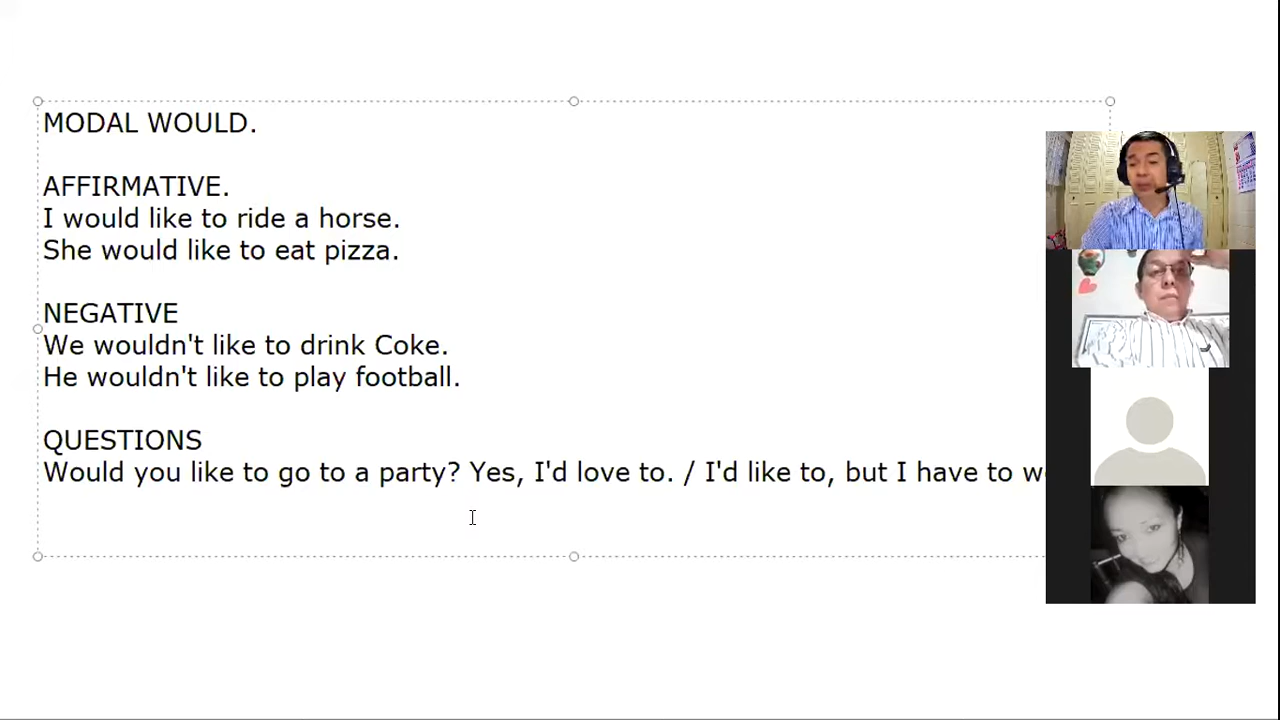 MODAL WOULD.
AFFIRMATIVE.
I would like to ride a horse.
She would like to eat pizza.
NEGATIVE
We wouldn't like to drink Coke.
He wouldn't like to play football.
QUESTIONS
Would you like to go to a party? Yes, I'd love to. / I'd like to, but I have to